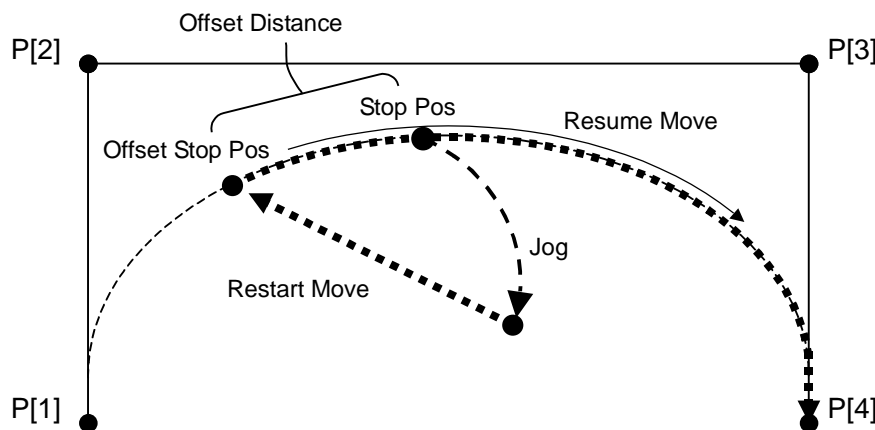 Offset Distance
P[2]
P[3]
Stop Pos
Resume Move
Offset Stop Pos
Jog
Restart Move
P[1]
P[4]